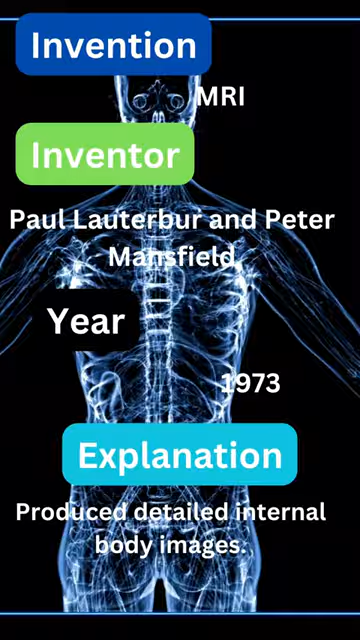 Invention
MRI
Inventor
Paul Lauterbur and Peter
Mansfield
Year
1973
Explanation
Produced detailed internal
body images.